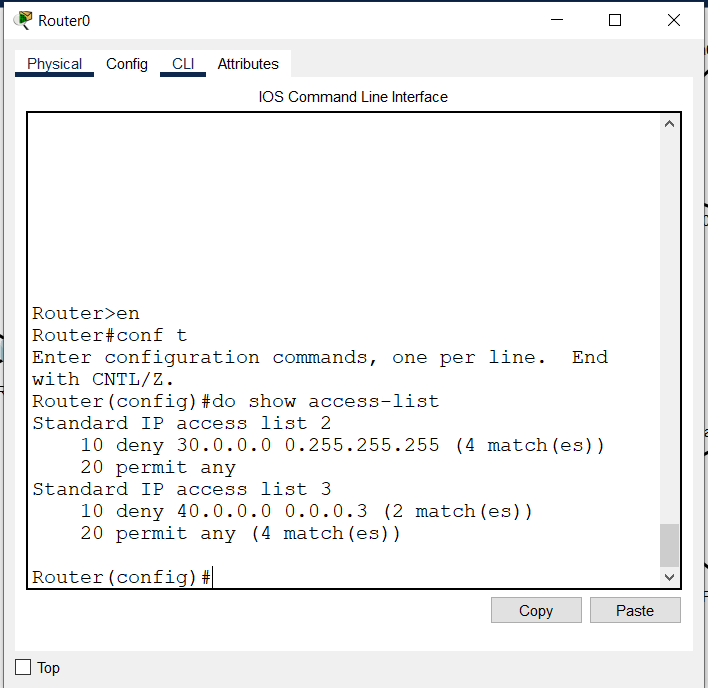 Router0
Physical Config CLI Attributes
IOS Command Line Interface
Router>en
Router#conf t
Enter configuration commands, one per line.  End
with CNTL/Z.
Router(config)#do show access-list
Standard IP access list 2
    10 deny 30.0.0.0 0.255.255.255 (4 match(es))
    20 permit any
Standard IP access list 3
    10 deny 40.0.0.0 0.0.0.3 (2 match(es))
    20 permit any (4 match(es))
Router(config)#
Copy Paste
Top